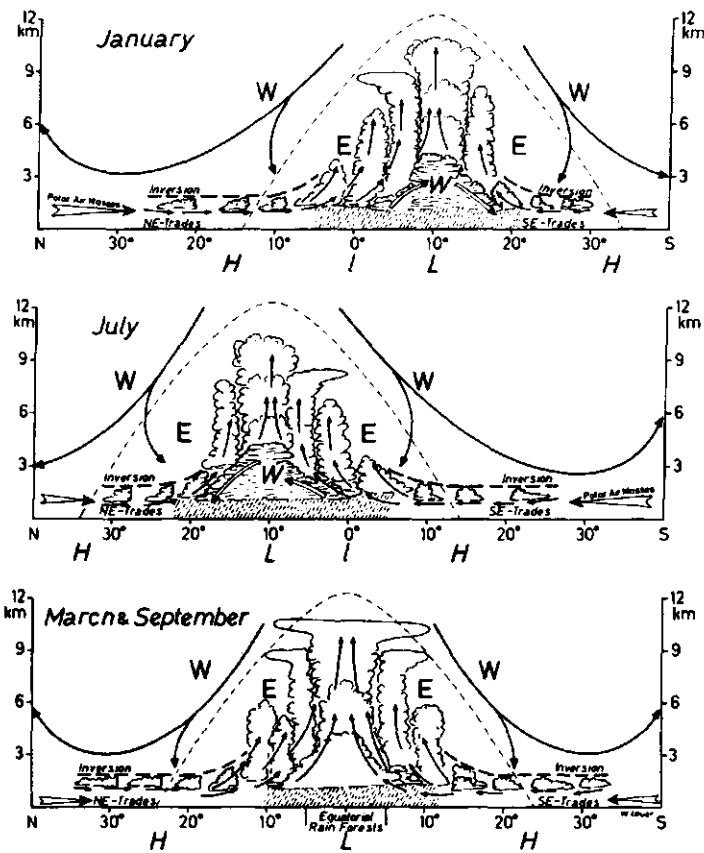 12 km 12 km
January
9 9
W W
6 6
E E
3 3
Polar Air Masses Inversion W Inversion
NE-Trades SE-Trades
N 30° 20° 10° 0° 10° 20° 30° S
H I L H
12 km 12 km
July
9 9
W W
6 E E 6
3 3
Inversion W Inversion Polar Air Masses
NE-Trades SE-Trades
N 30° 20° 10° 0° 10° 20° 30° S
H L I H
12 km 12 km
March & September
9 9
W W
E E
6 6
3 3
Inversion Inversion
NE-Trades SE-Trades
W Lauer
N 30° 20° 10° Equatorial 10° 20° 30° S
Rain Forests
H L H